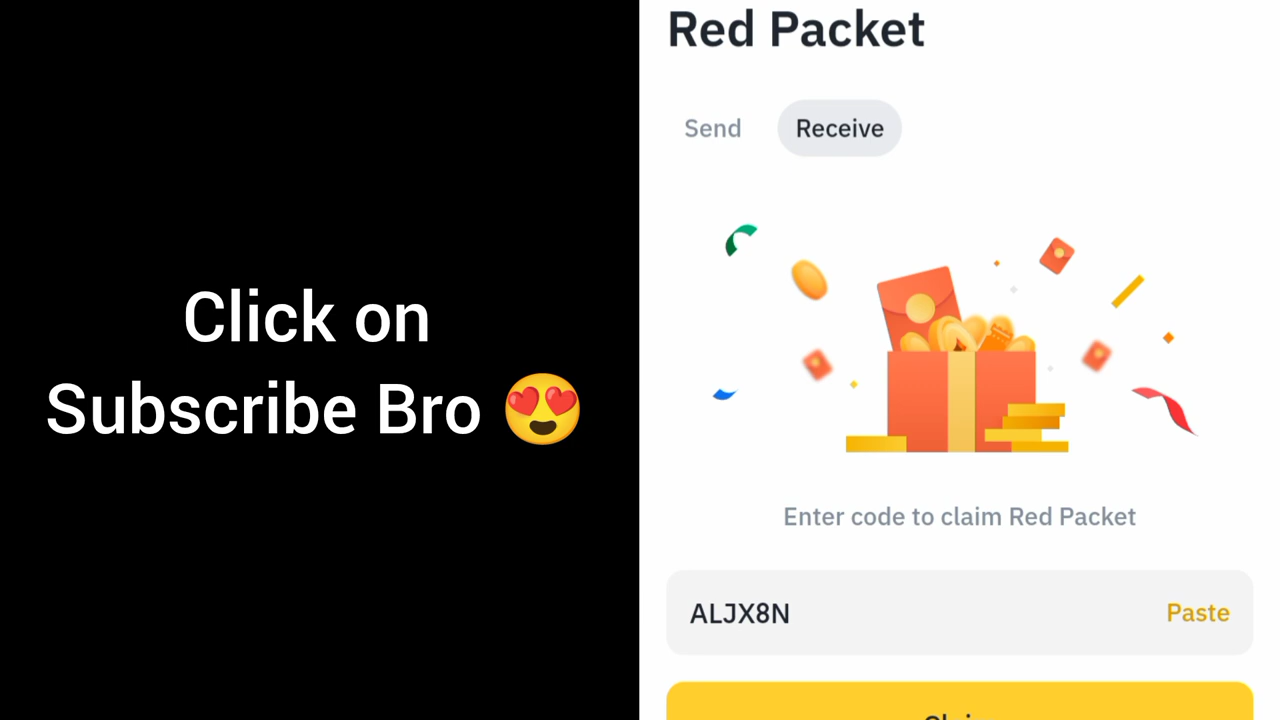 Click on
Subscribe Bro 😍
Red Packet
Send
Receive
Enter code to claim Red Packet
ALJX8N
Paste